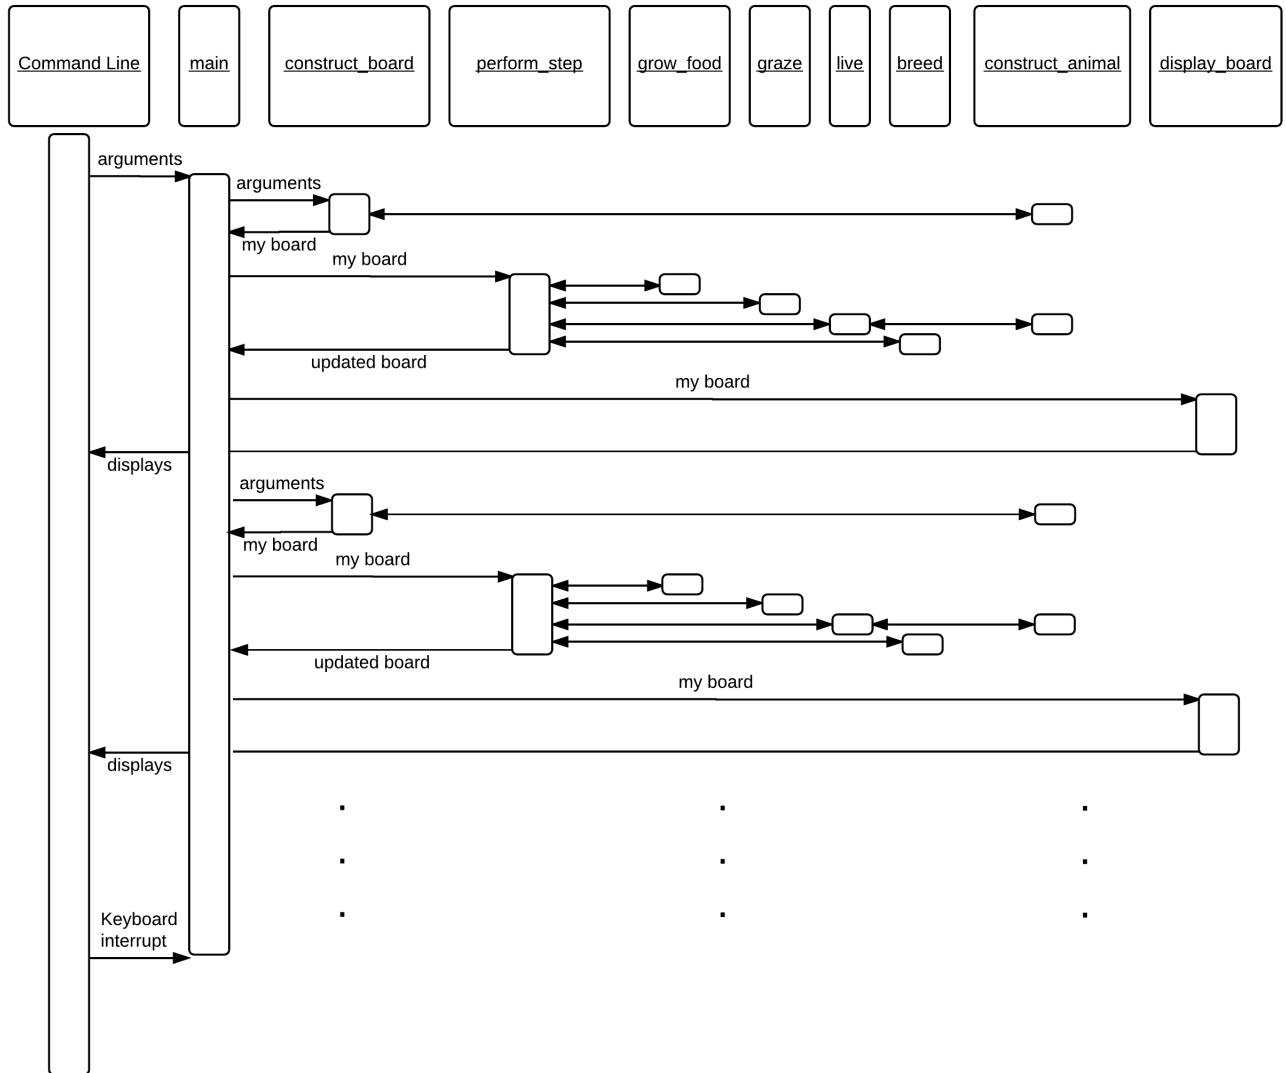 Command Line
main
construct_board
perform_step
grow_food
graze
live
breed
construct_animal
display_board
arguments
arguments
my board
my board
updated board
my board
displays
arguments
my board
my board
updated board
my board
displays
Keyboard
interrupt